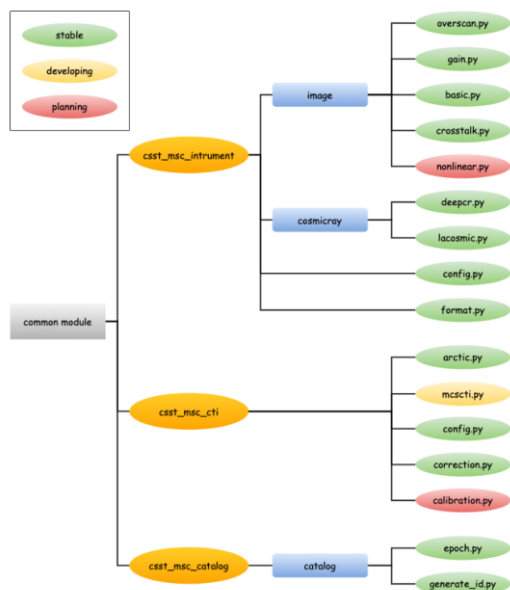 stable
developing
planning
overscan.py
gain.py
image
basic.py
crosstalk.py
csst_msc_intrument
nonlinear.py
deepcr.py
cosmicray
lacosmic.py
config.py
format.py
common module
arctic.py
mcscti.py
csst_msc_cti
config.py
correction.py
calibration.py
epoch.py
csst_msc_catalog
catalog
generate_id.py